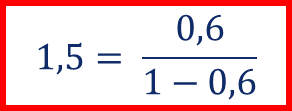 1,5 = 0,6 / (1 − 0,6)